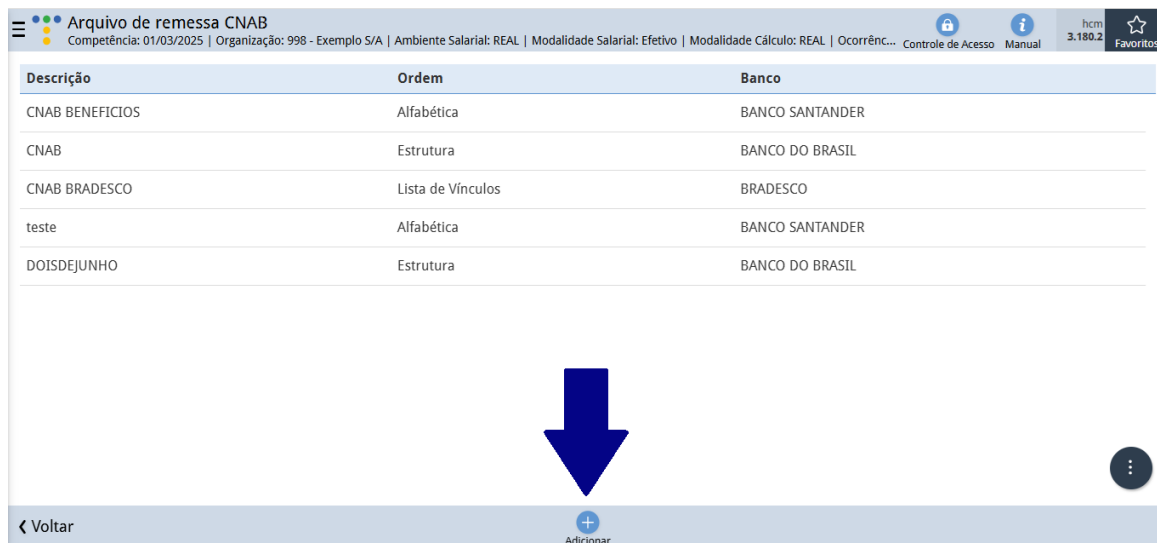 Arquivo de remessa CNAB
Competência: 01/03/2025 | Organização: 998 - Exemplo S/A | Ambiente Salarial: REAL | Modalidade Salarial: Efetivo | Modalidade Cálculo: REAL | Ocorrênc...
Controle de Acesso
Manual
hcm
3.180.2
Favoritos
Descrição Ordem Banco
CNAB BENEFICIOS Alfabética BANCO SANTANDER
CNAB Estrutura BANCO DO BRASIL
CNAB BRADESCO Lista de Vínculos BRADESCO
teste Alfabética BANCO SANTANDER
DOISDEJUNHO Estrutura BANCO DO BRASIL
Voltar
Adicionar